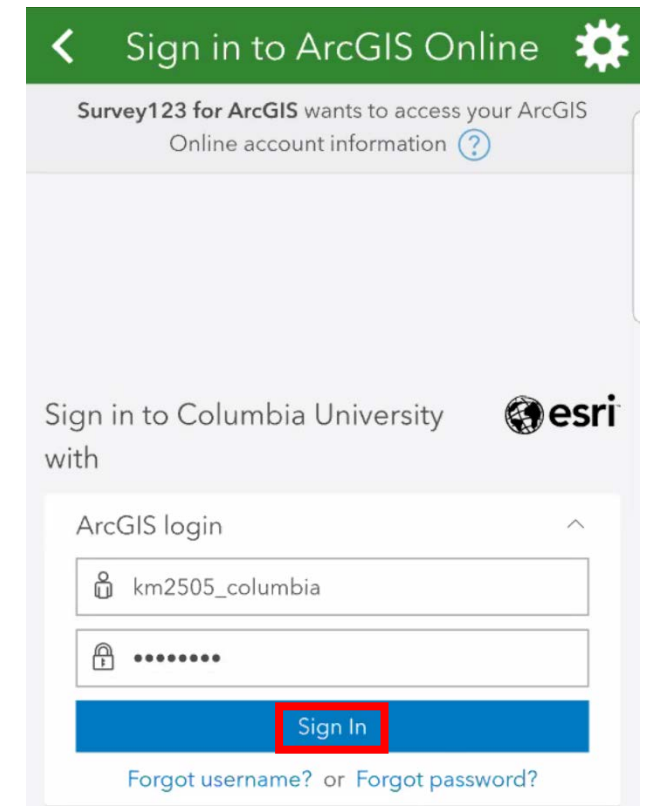 Sign in to ArcGIS Online
Survey123 for ArcGIS wants to access your ArcGIS
Online account information ?
Sign in to Columbia University
with
esri
ArcGIS login
km2505_columbia
••••••••
Sign In
Forgot username? or Forgot password?